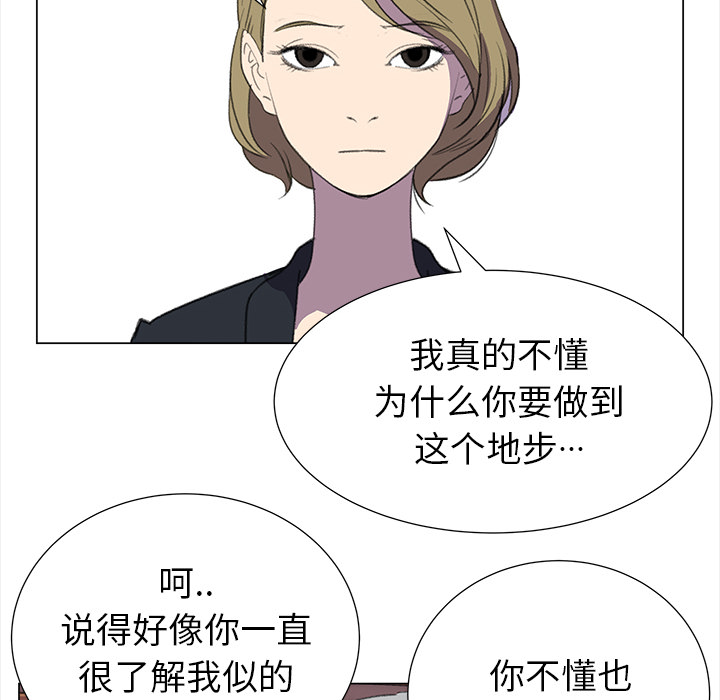 我真的不懂
为什么你要做到
这个地步…
呵..
说得好像你一直
很了解我似的
你不懂也